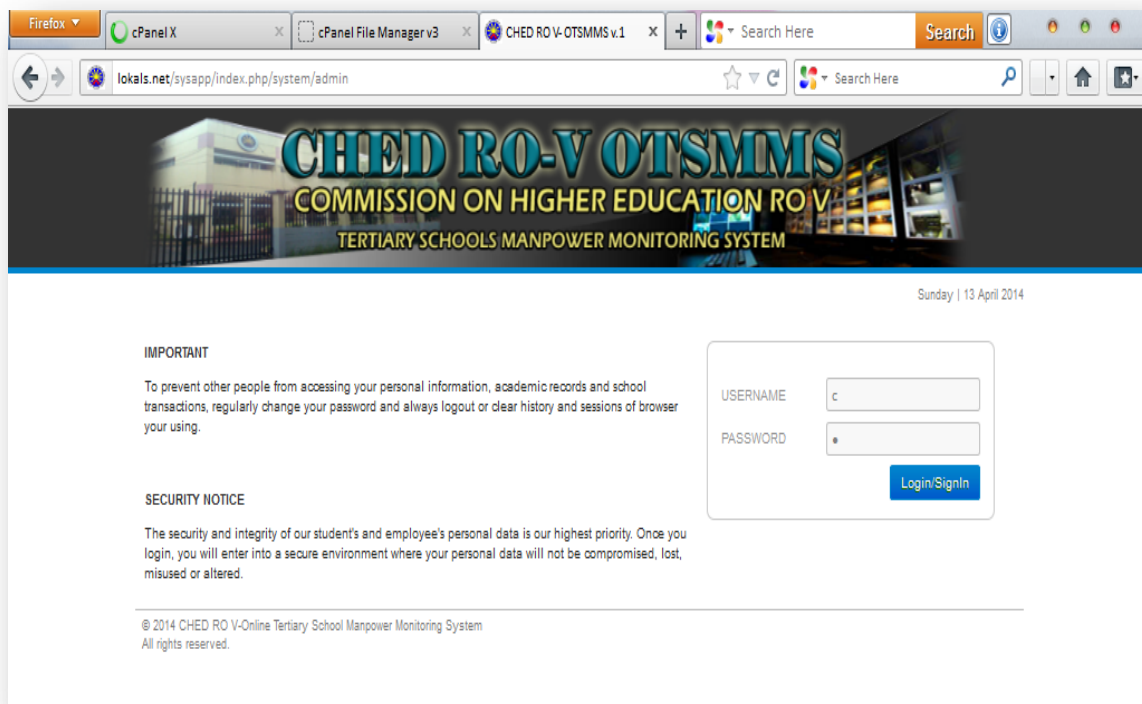 Firefox
cPanel X
cPanel File Manager v3
CHED RO V- OTSMMS v.1
Search Here
Search
lokals.net/sysapp/index.php/system/admin
Search Here
CHED RO-V OTSMMS
COMMISSION ON HIGHER EDUCATION RO V
TERTIARY SCHOOLS MANPOWER MONITORING SYSTEM
Sunday | 13 April 2014
IMPORTANT
To prevent other people from accessing your personal information, academic records and school
transactions, regularly change your password and always logout or clear history and sessions of browser
your using.
USERNAME
c
PASSWORD
Login/SignIn
SECURITY NOTICE
The security and integrity of our student's and employee's personal data is our highest priority. Once you
login, you will enter into a secure environment where your personal data will not be compromised, lost,
misused or altered.
© 2014 CHED RO V-Online Tertiary School Manpower Monitoring System
All rights reserved.